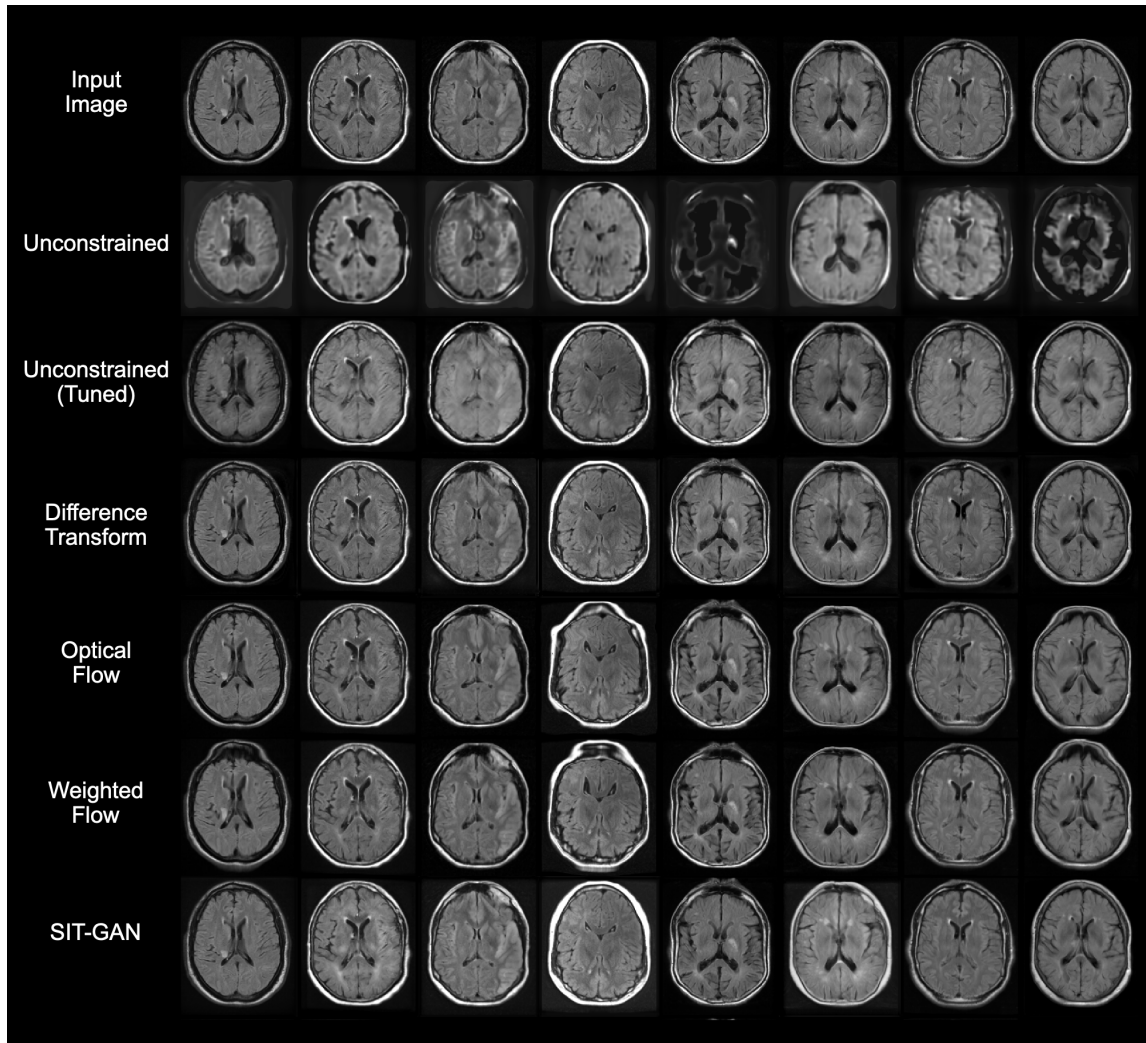 Input
Image
Unconstrained
Unconstrained
(Tuned)
Difference
Transform
Optical
Flow
Weighted
Flow
SIT-GAN